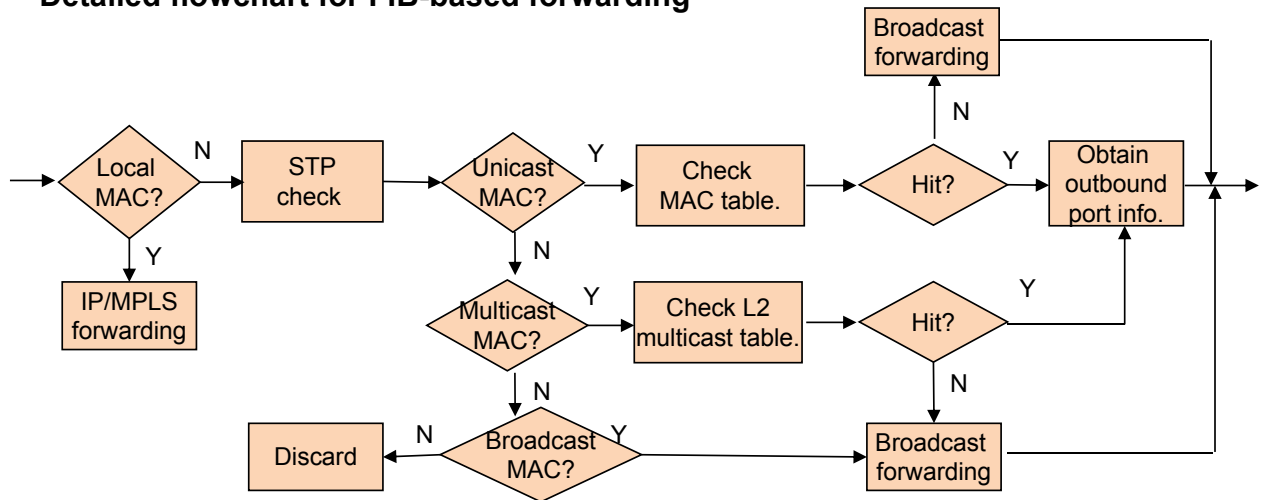 Detailed flowchart for FIB-based forwarding
Broadcast
forwarding
N
Local
MAC?
N
STP
check
Unicast
MAC?
Y
Check
MAC table.
Hit?
Y
Obtain
outbound
port info.
Y
N
IP/MPLS
forwarding
Multicast
MAC?
Y
Check L2
multicast table.
Hit?
Y
N
N
Discard
N
Broadcast
MAC?
Y
Broadcast
forwarding